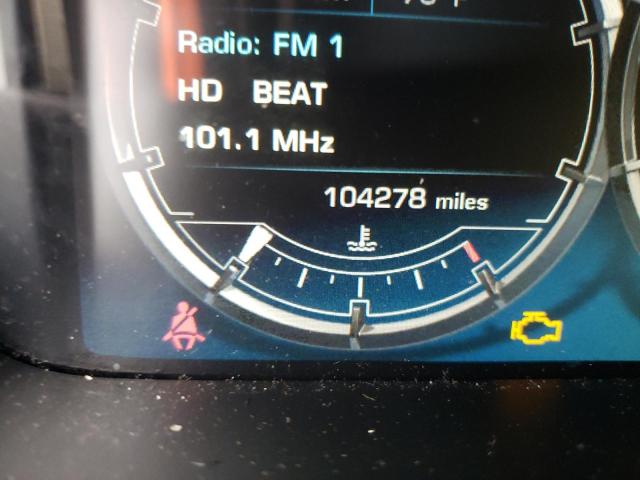 Radio: FM 1
HD BEAT
101.1 MHz
104278 miles